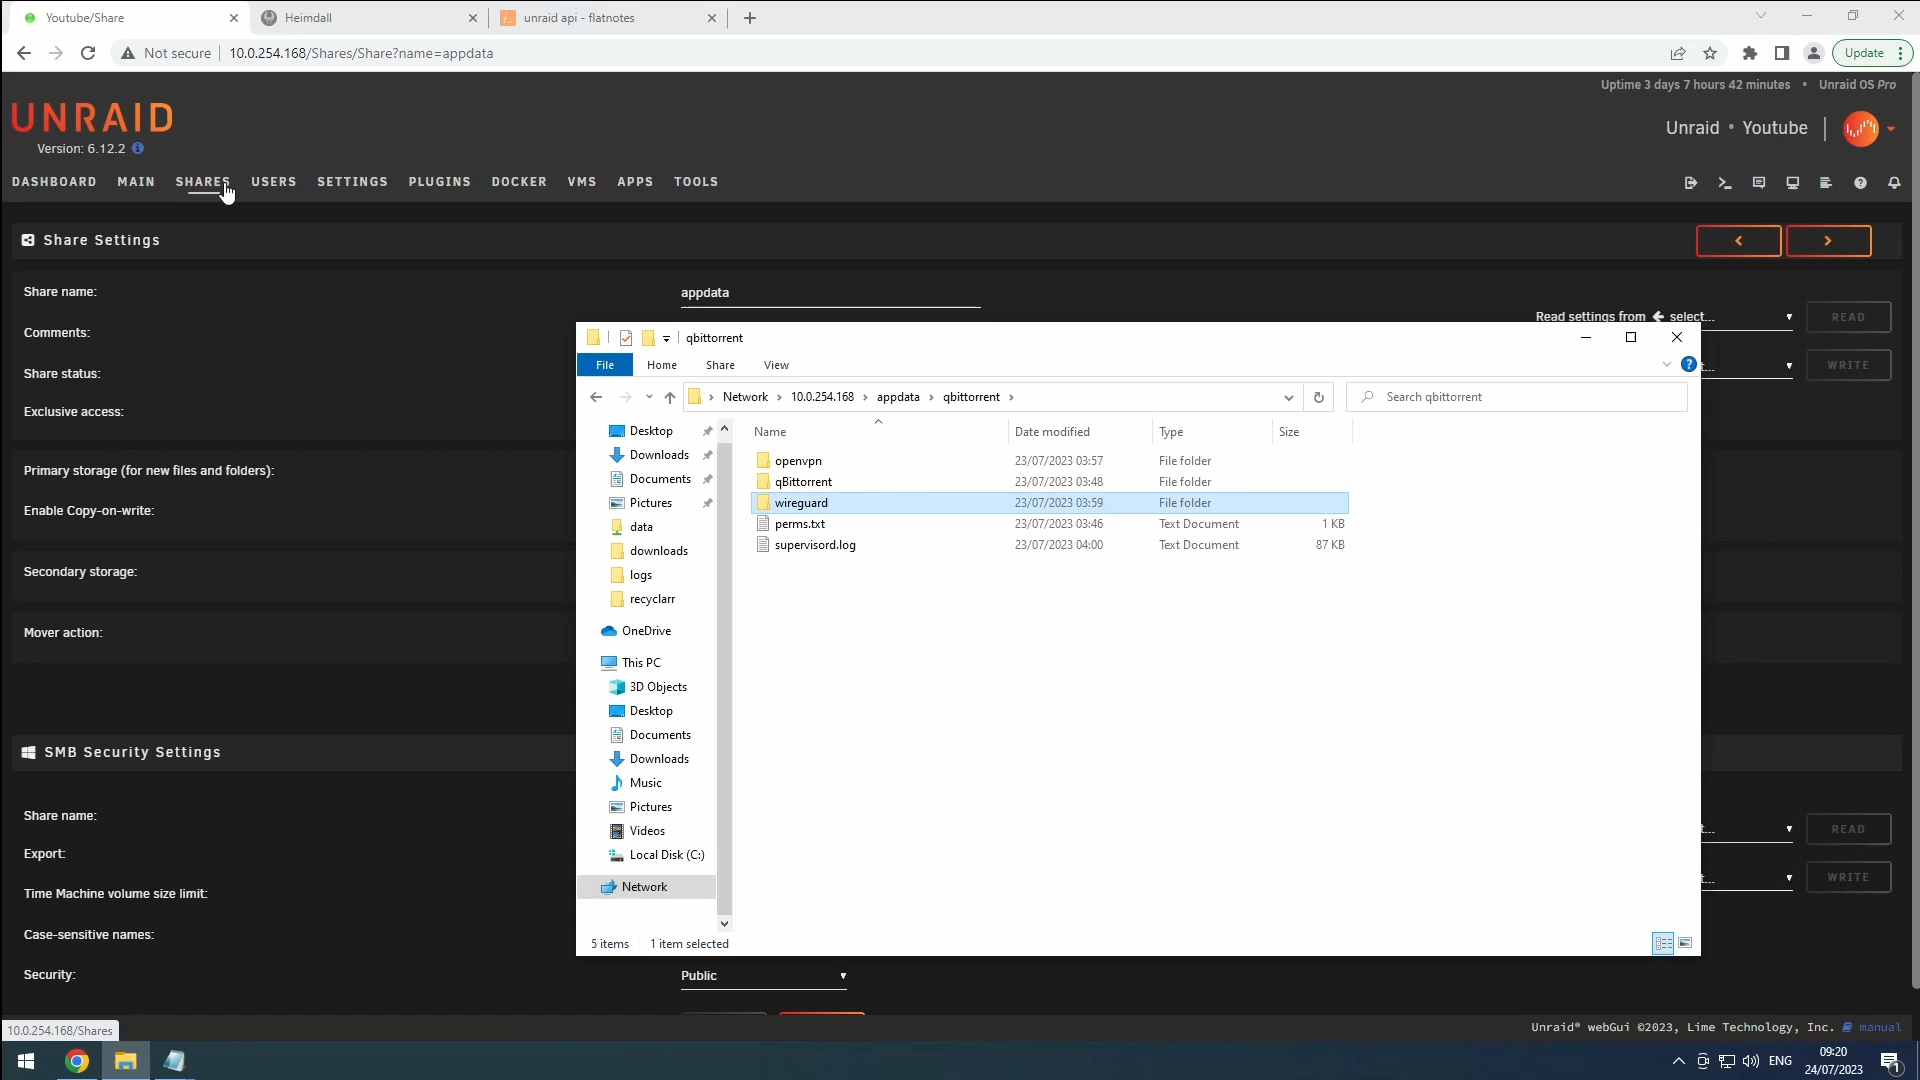 Youtube/Share
Heimdall
unraid api - flatnotes
Not secure
10.0.254.168/Shares/Share?name=appdata
Update
Uptime 3 days 7 hours 42 minutes • Unraid OS Pro
UNRAID
Version: 6.12.2
Unraid • Youtube
DASHBOARD MAIN SHARES USERS SETTINGS PLUGINS DOCKER VMS APPS TOOLS
Share Settings
Share name:
appdata
Read settings from
select...
READ
Comments:
Share status:
t...
WRITE
Exclusive access:
Primary storage (for new files and folders):
Enable Copy-on-write:
Secondary storage:
Mover action:
qbittorrent
File Home Share View
Network › 10.0.254.168 › appdata › qbittorrent ›
Search qbittorrent
Desktop
Downloads
Documents
Pictures
data
downloads
logs
recyclarr
OneDrive
This PC
3D Objects
Desktop
Documents
Downloads
Music
Pictures
Videos
Local Disk (C:)
Network
Name Date modified Type Size
openvpn 23/07/2023 03:57 File folder
qBittorrent 23/07/2023 03:48 File folder
wireguard 23/07/2023 03:59 File folder
perms.txt 23/07/2023 03:46 Text Document 1 KB
supervisord.log 23/07/2023 04:00 Text Document 87 KB
5 items 1 item selected
SMB Security Settings
Share name:
t...
READ
Export:
Time Machine volume size limit:
t...
WRITE
Case-sensitive names:
Security:
Public
10.0.254.168/Shares
Unraid® webGui ©2023, Lime Technology, Inc. manual
ENG
09:20
24/07/2023
1